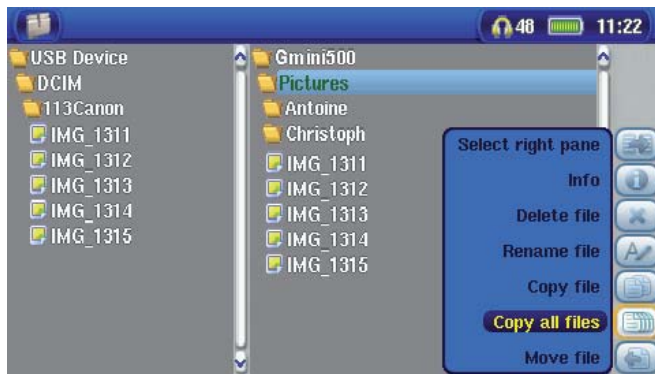 48 11:22
USB Device
DCIM
113Canon
IMG_1311
IMG_1312
IMG_1313
IMG_1314
IMG_1315
Gmini500
Pictures
Antoine
Christoph
IMG_1311
IMG_1312
IMG_1313
IMG_1314
IMG_1315
Select right pane
Info
Delete file
Rename file
Copy file
Copy all files
Move file